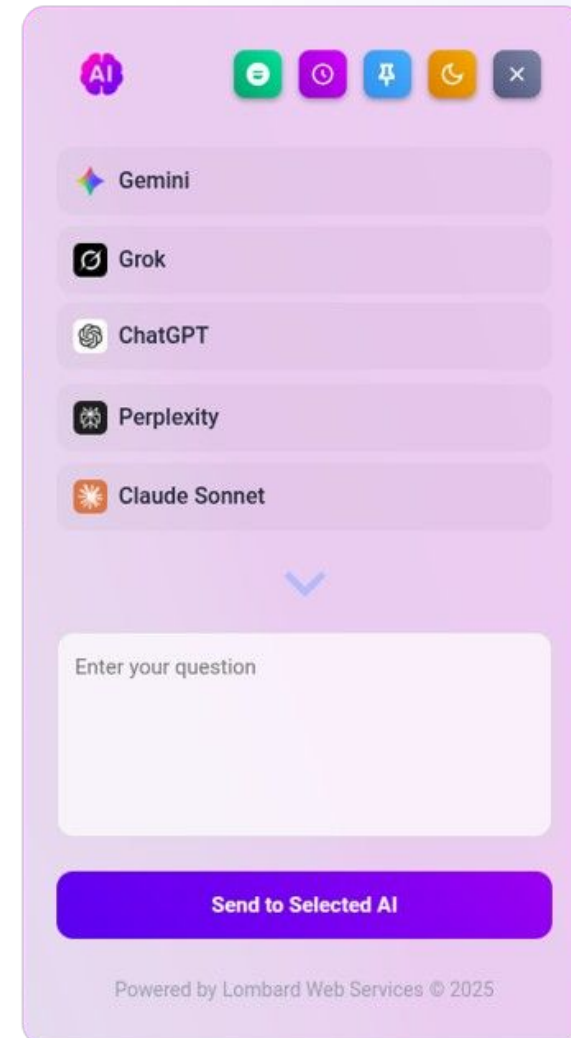 AI
Gemini
Grok
ChatGPT
Perplexity
Claude Sonnet
Enter your question
Send to Selected AI
Powered by Lombard Web Services © 2025